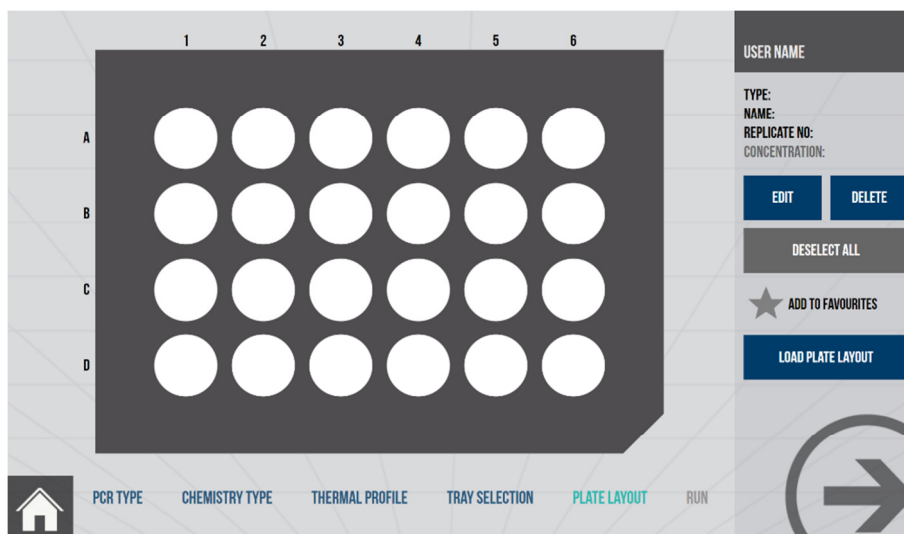 1 2 3 4 5 6
A
B
C
D
USER NAME
TYPE:
NAME:
REPLICATE NO:
CONCENTRATION:
EDIT DELETE
DESELECT ALL
ADD TO FAVOURITES
LOAD PLATE LAYOUT
PCR TYPE CHEMISTRY TYPE THERMAL PROFILE TRAY SELECTION PLATE LAYOUT RUN